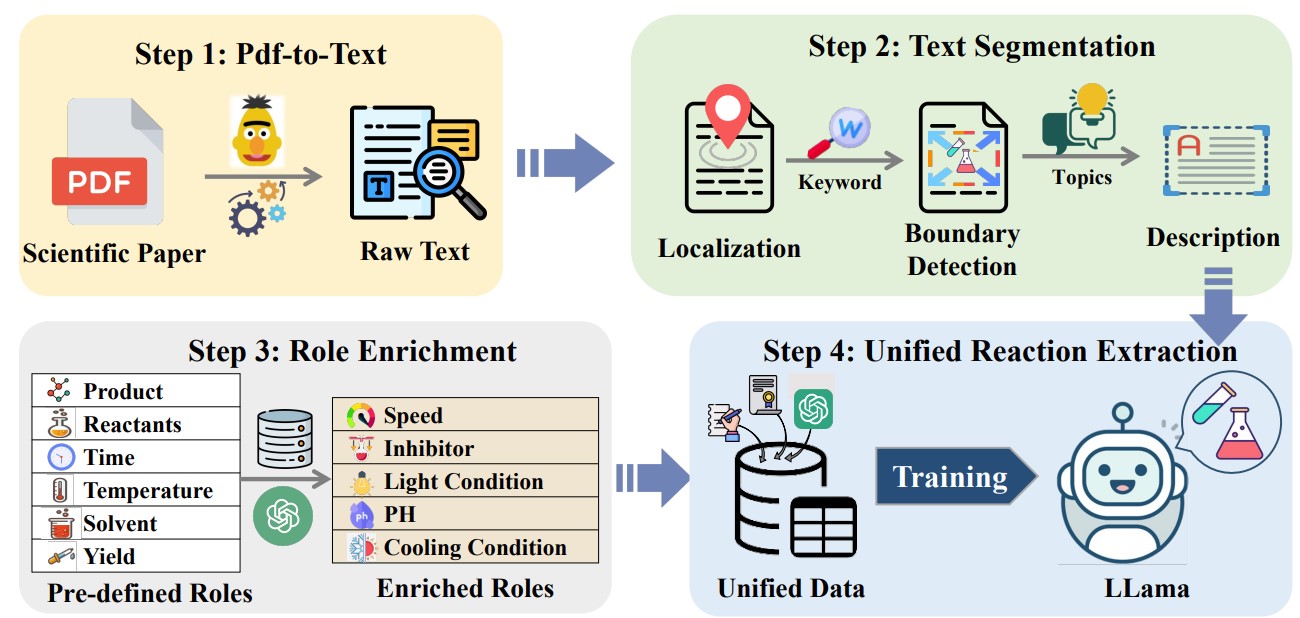 Step 1: Pdf-to-Text
PDF
Scientific Paper
T
Raw Text
Step 2: Text Segmentation
Localization
W
Keyword
Boundary
Detection
Topics
A
Description
Step 3: Role Enrichment
Product
Reactants
Time
Temperature
Solvent
Yield
Pre-defined Roles
Speed
Inhibitor
Light Condition
ph
PH
Cooling Condition
Enriched Roles
Step 4: Unified Reaction Extraction
Unified Data
Training
LLama